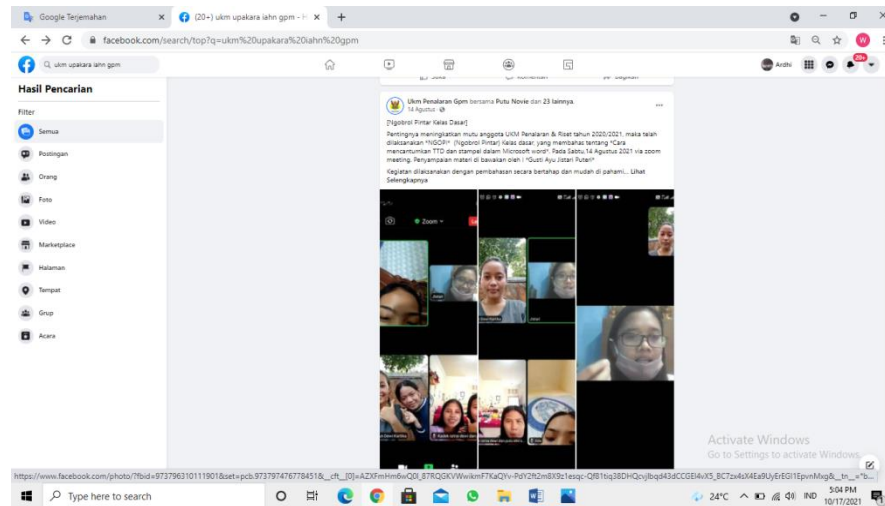 Google Terjemahan
(20+) ukm upakara iahn gpm - H
facebook.com/search/top?q=ukm%20upakara%20iahn%20gpm
W
ukm upakara iahn gpm
Ardhi
20+
Hasil Pencarian
Filter
Semua
Postingan
Orang
Foto
Video
Marketplace
Halaman
Tempat
Grup
Acara
Suka Komentari Bagikan
Ukm Penalaran Gpm bersama Putu Novie dan 23 lainnya.
14 Agustus
[Ngobrol Pintar Kelas Dasar]
Pentingnya meningkatkan mutu anggota UKM Penalaran & Riset tahun 2020/2021, maka telah
dilaksanakan *NGOPI* (Ngobrol Pintar) Kelas dasar, yang membahas tentang *Cara
mencantumkan TTD dan stampel dalam Microsoft word*. Pada Sabtu,14 Agustus 2021 via zoom
meeting. Penyampaian materi di bawakan oleh | *Gusti Ayu Jistari Puteri*
Kegiatan dilaksanakan dengan pembahasan secara bertahap dan mudah di pahami... Lihat
Selengkapnya
Zoom
Activate Windows
Go to Settings to activate Windows.
Type here to search
24°C
IND
5:04 PM
10/17/2021